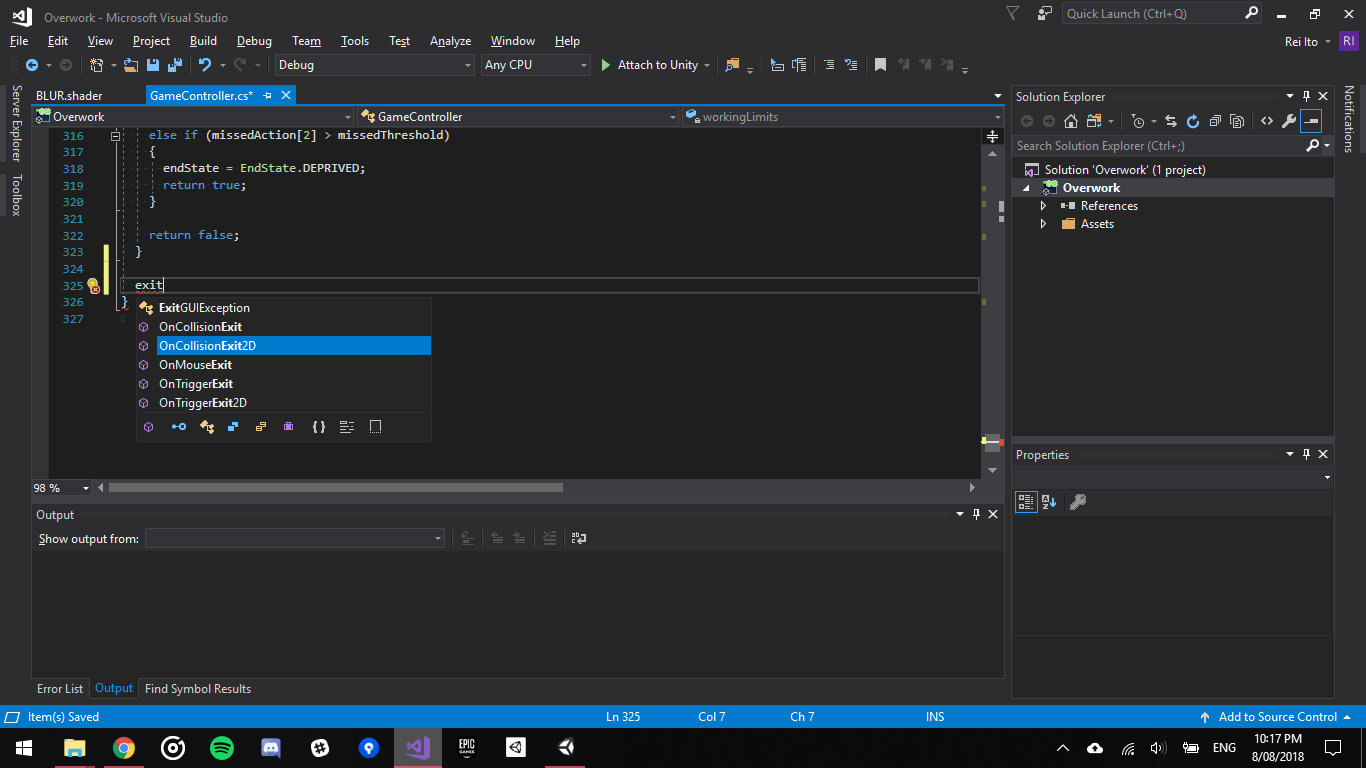 Overwork - Microsoft Visual Studio
Quick Launch (Ctrl+Q)
File Edit View Project Build Debug Team Tools Test Analyze Window Help
Rei Ito RI
Debug Any CPU Attach to Unity
Server Explorer
Toolbox
BLUR.shader GameController.cs*
Overwork GameController workingLimits
316 else if (missedAction[2] > missedThreshold)
317 {
318 endState = EndState.DEPRIVED;
319 return true;
320 }
321
322 return false;
323 }
324
325 exit
326 }
327
ExitGUIException
OnCollisionExit
OnCollisionExit2D
OnMouseExit
OnTriggerExit
OnTriggerExit2D
98 %
Output
Show output from:
Error List Output Find Symbol Results
Solution Explorer
Search Solution Explorer (Ctrl+;)
Solution 'Overwork' (1 project)
Overwork
References
Assets
Properties
Notifications
Item(s) Saved Ln 325 Col 7 Ch 7 INS Add to Source Control
EPIC GAMES
ENG
10:17 PM
8/08/2018